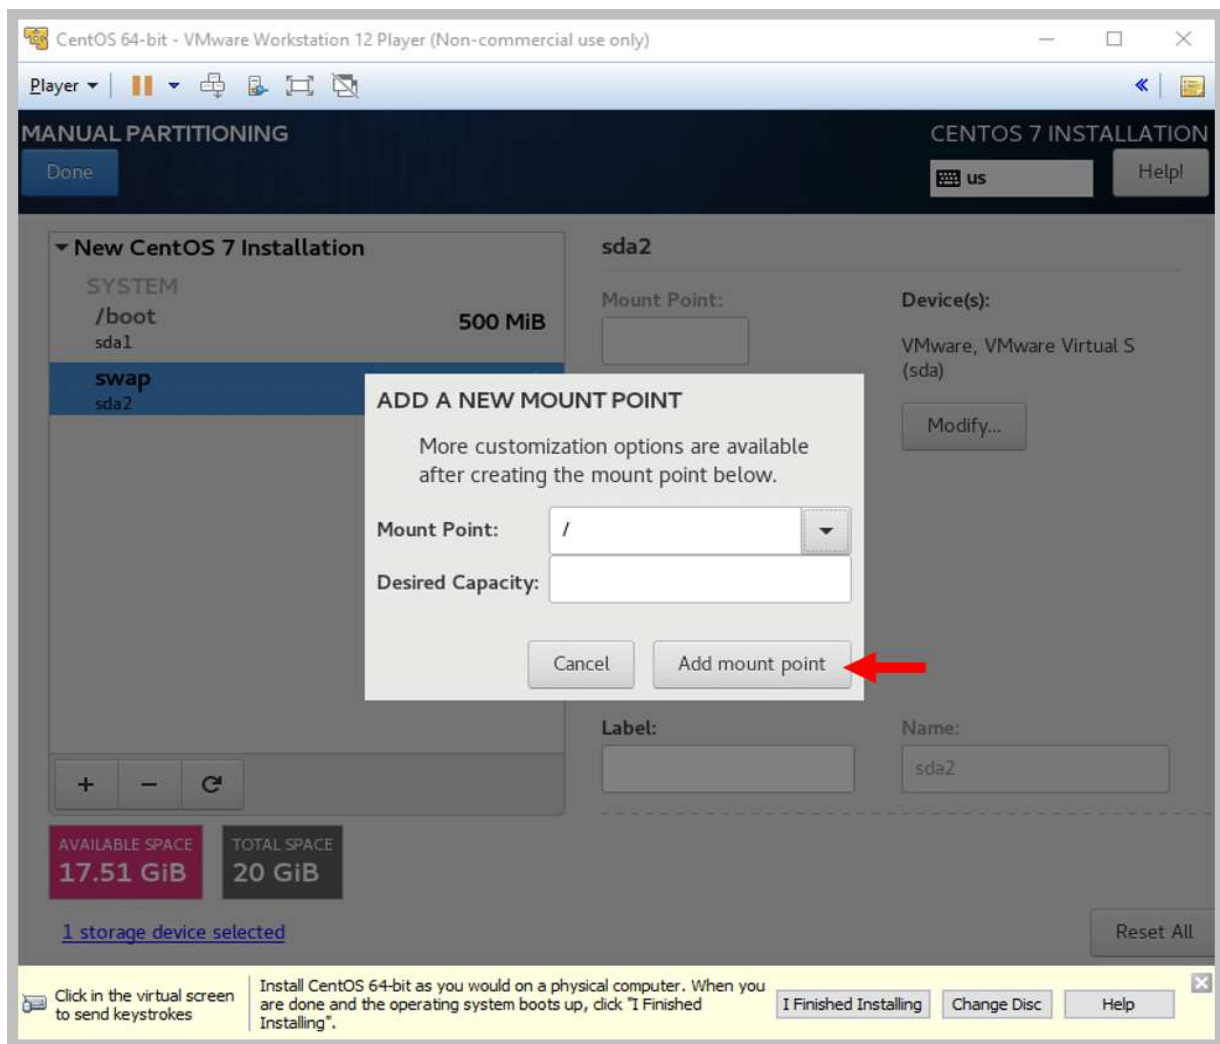 CentOS 64-bit - VMware Workstation 12 Player (Non-commercial use only)
Player
MANUAL PARTITIONING
CENTOS 7 INSTALLATION
Done
us
Help!
New CentOS 7 Installation
SYSTEM
/boot
500 MiB
sda1
swap
sda2
sda2
Mount Point:
Device(s):
VMware, VMware Virtual S
(sda)
Modify...
ADD A NEW MOUNT POINT
More customization options are available
after creating the mount point below.
Mount Point:
/
Desired Capacity:
Cancel
Add mount point
Label:
Name:
sda2
+ −
AVAILABLE SPACE
17.51 GiB
TOTAL SPACE
20 GiB
1 storage device selected
Reset All
Click in the virtual screen
to send keystrokes
Install CentOS 64-bit as you would on a physical computer. When you
are done and the operating system boots up, click "I Finished
Installing".
I Finished Installing
Change Disc
Help